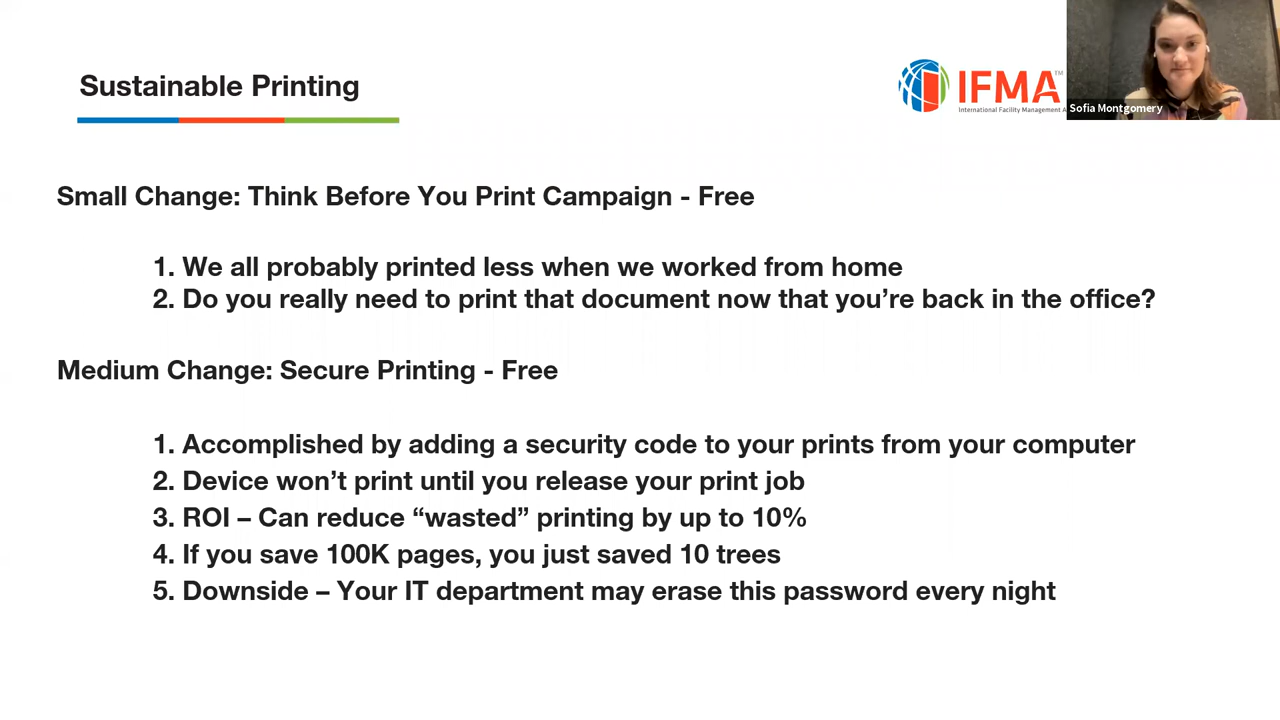 Sustainable Printing
IFMA™
International Facility Management A
Sofia Montgomery
Small Change: Think Before You Print Campaign - Free
1. We all probably printed less when we worked from home
2. Do you really need to print that document now that you’re back in the office?
Medium Change: Secure Printing - Free
1. Accomplished by adding a security code to your prints from your computer
2. Device won’t print until you release your print job
3. ROI – Can reduce “wasted” printing by up to 10%
4. If you save 100K pages, you just saved 10 trees
5. Downside – Your IT department may erase this password every night